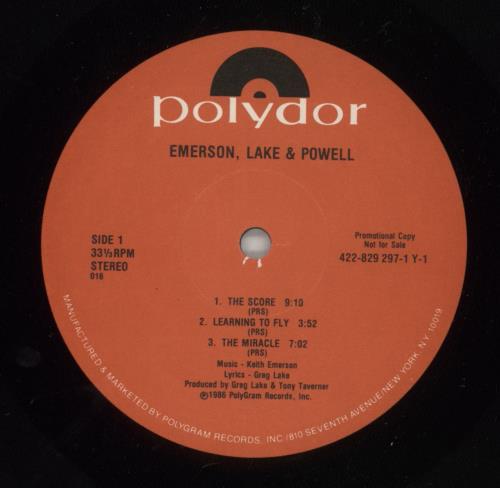 polydor
EMERSON, LAKE & POWELL
SIDE 1
33⅓ RPM
STEREO
018
Promotional Copy
Not for Sale
422-829 297-1 Y-1
1. THE SCORE 9:10
(PRS)
2. LEARNING TO FLY 3:52
(PRS)
3. THE MIRACLE 7:02
(PRS)
Music - Keith Emerson
Lyrics - Greg Lake
Produced by Greg Lake & Tony Taverner
℗1986 PolyGram Records, Inc.
MANUFACTURED & MARKETED BY POLYGRAM RECORDS, INC./810 SEVENTH AVENUE/NEW YORK, N.Y. 10019